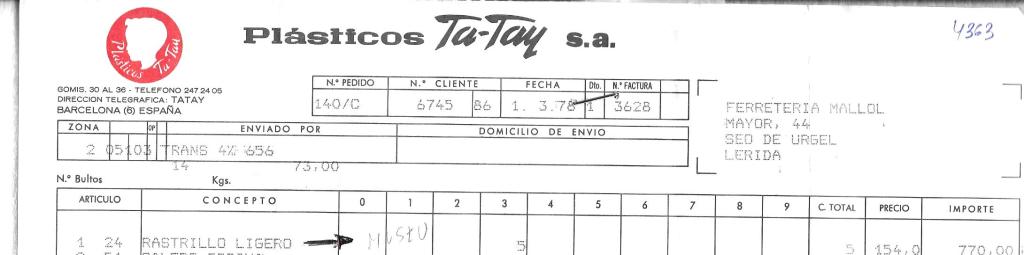 Plásticos Ta-Tay
Plásticos Ta-Tay s.a.
4363
GOMIS. 30 AL 36 - TELEFONO 247 24 05
DIRECCION TELEGRAFICA: TATAY
BARCELONA (6) ESPAÑA
N.º PEDIDO N.º CLIENTE FECHA Dto. N.º FACTURA
140/C 6745 86 1. 3.78 1 3628
FERRETERIA MALLOL
MAYOR, 44
SEO DE URGEL
LERIDA
ZONA OP ENVIADO POR DOMICILIO DE ENVIO
2 05103 TRANS 656
14 73,00
N.º Bultos Kgs.
ARTICULO CONCEPTO 0 1 2 3 4 5 6 7 8 9 C. TOTAL PRECIO IMPORTE
1 24 RASTRILLO LIGERO 5 5 154,0 770,00